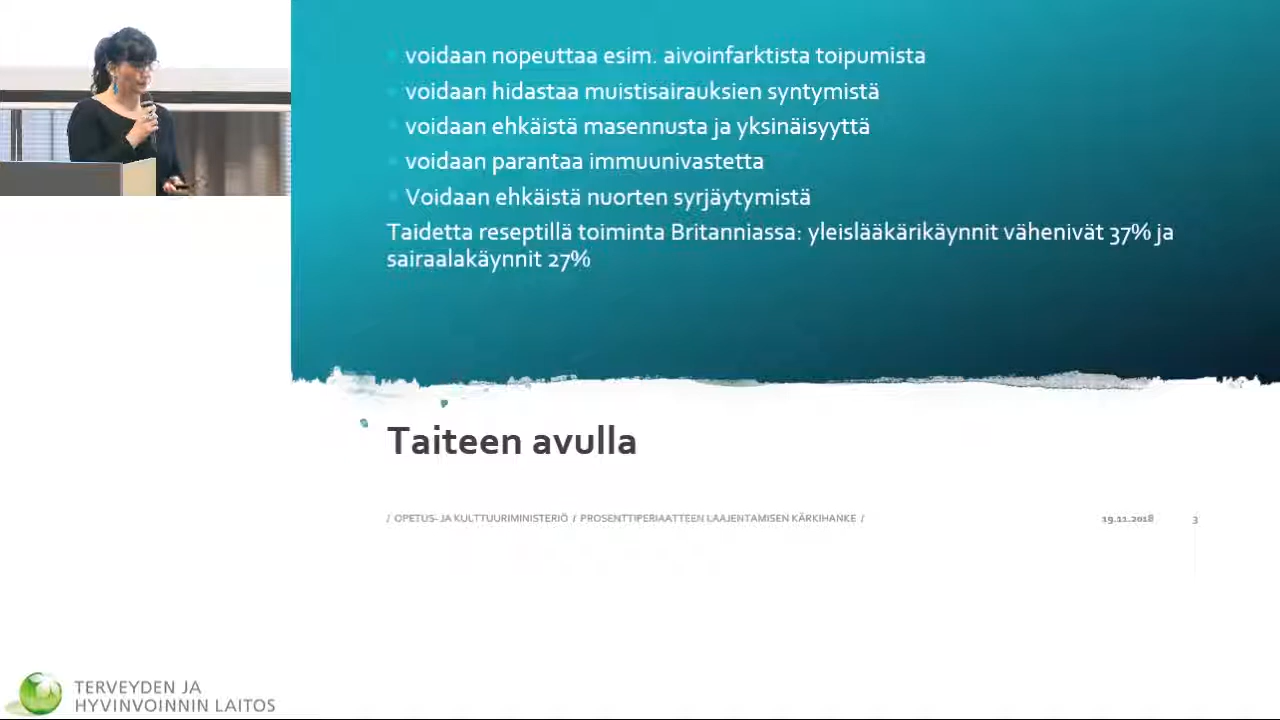 voidaan nopeuttaa esim. aivoinfarktista toipumista
voidaan hidastaa muistisairauksien syntymistä
voidaan ehkäistä masennusta ja yksinäisyyttä
voidaan parantaa immuunivastetta
Voidaan ehkäistä nuorten syrjäytymistä
Taidetta reseptillä toiminta Britanniassa: yleislääkärikäynnit vähenivät 37% ja
sairaalakäynnit 27%
Taiteen avulla
/ OPETUS- JA KULTTUURIMINISTERIÖ / PROSENTTIPERIAATTEEN LAAJENTAMISEN KÄRKIHANKE /
19.11.2018
3
TERVEYDEN JA
HYVINVOINNIN LAITOS